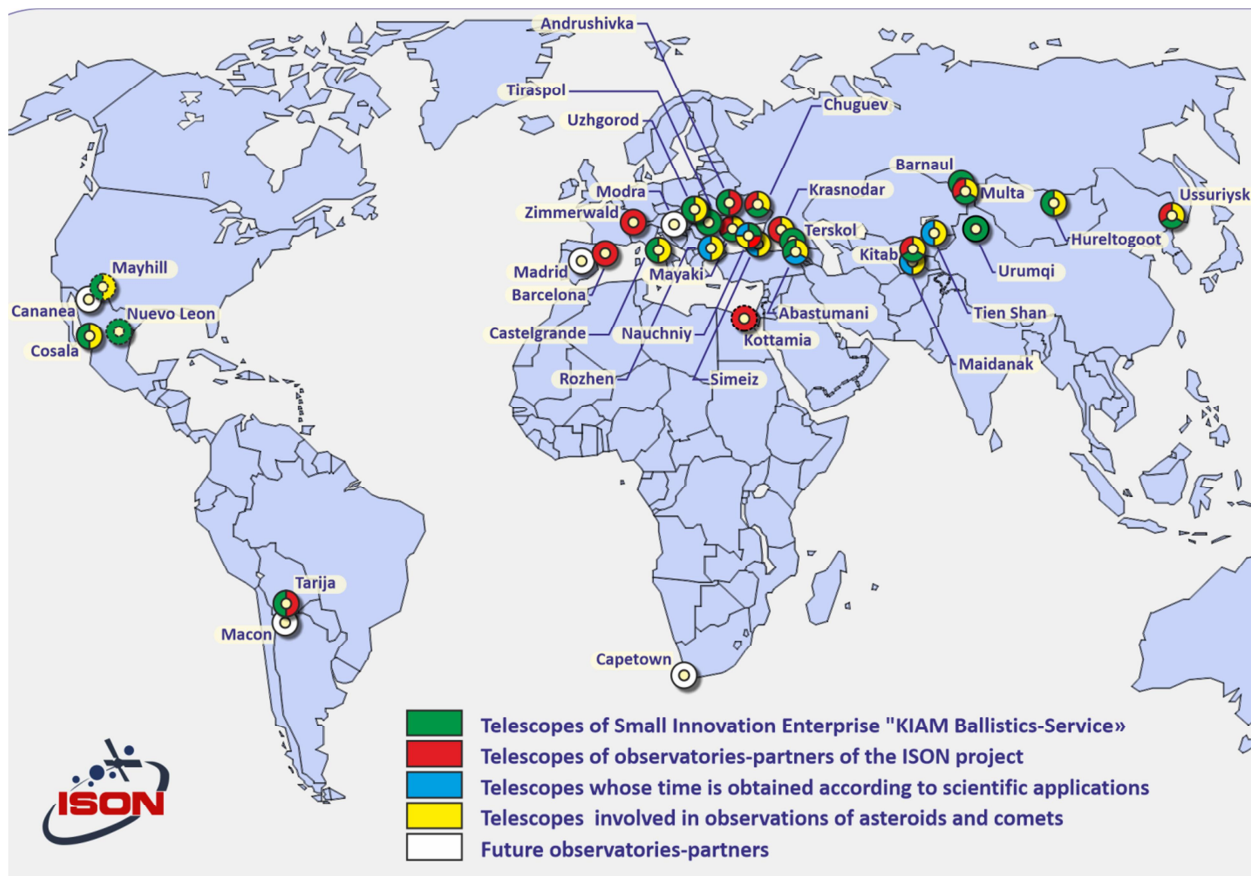 Andrushivka
Tiraspol
Uzhgorod
Chuguev
Modra
Zimmerwald
Krasnodar
Barnaul
Multa
Ussuriysk
Terskol
Kitab
Hureltogoot
Madrid
Mayaki
Barcelona
Urumqi
Mayhill
Cananea
Nuevo Leon
Cosala
Castelgrande
Nauchniy
Abastumani
Kottamia
Tien Shan
Maidanak
Rozhen
Simeiz
Tarija
Macon
Capetown
Telescopes of Small Innovation Enterprise "KIAM Ballistics-Service»
Telescopes of observatories-partners of the ISON project
Telescopes whose time is obtained according to scientific applications
Telescopes involved in observations of asteroids and comets
Future observatories-partners
ISON